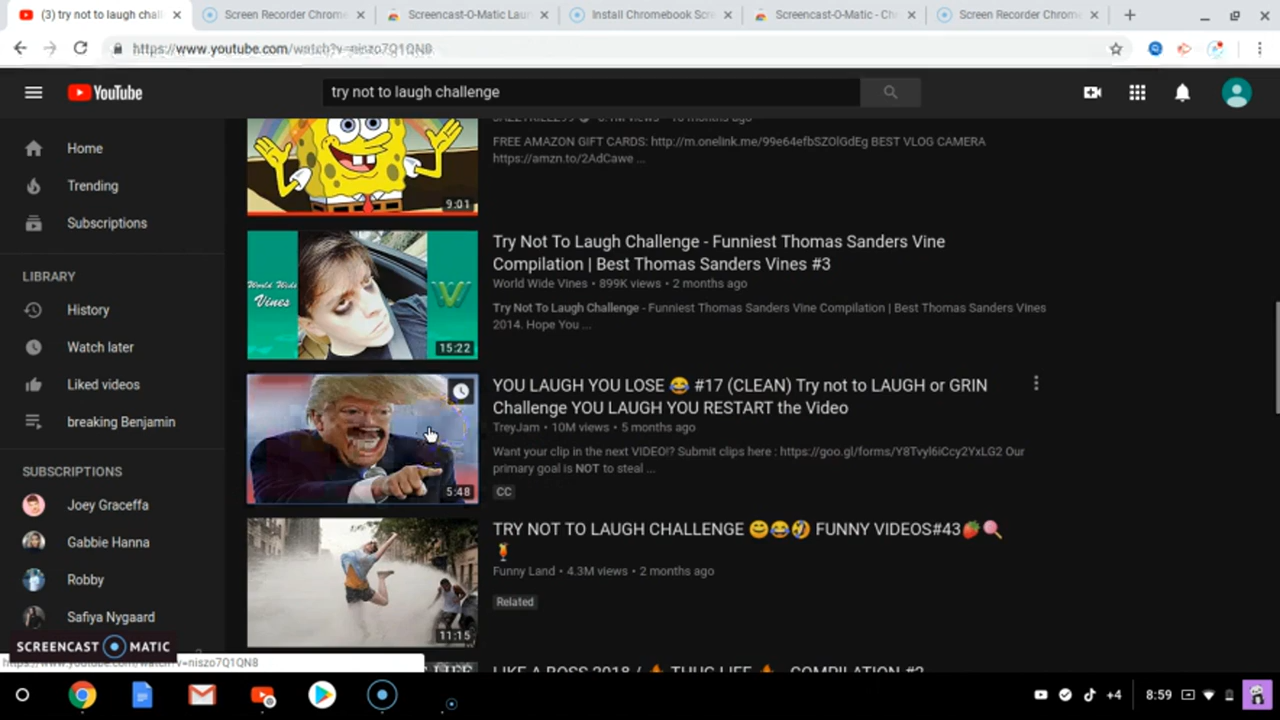 (3) try not to laugh chall
Screen Recorder Chrome
Screencast-O-Matic Laun
Install Chromebook Scre
Screencast-O-Matic - Chr
Screen Recorder Chrome
https://www.youtube.com/watch?v=niszo7Q1QN8
YouTube
try not to laugh challenge
Home
Trending
Subscriptions
LIBRARY
History
Watch later
Liked videos
breaking Benjamin
SUBSCRIPTIONS
Joey Graceffa
Gabbie Hanna
Robby
Safiya Nygaard
FREE AMAZON GIFT CARDS: http://m.onelink.me/99e64efbSZOlGdEg BEST VLOG CAMERA
https://amzn.to/2AdCawe ...
9:01
Try Not To Laugh Challenge - Funniest Thomas Sanders Vine
Compilation | Best Thomas Sanders Vines #3
World Wide Vines • 899K views • 2 months ago
Try Not To Laugh Challenge - Funniest Thomas Sanders Vine Compilation | Best Thomas Sanders Vines
2014. Hope You ...
World Wide
Vines
W
15:22
YOU LAUGH YOU LOSE 😂 #17 (CLEAN) Try not to LAUGH or GRIN
Challenge YOU LAUGH YOU RESTART the Video
TreyJam • 10M views • 5 months ago
Want your clip in the next VIDEO!? Submit clips here : https://goo.gl/forms/Y8Tvyl6iCcy2YxLG2 Our
primary goal is NOT to steal ...
CC
5:48
TRY NOT TO LAUGH CHALLENGE 😊😂🤣 FUNNY VIDEOS#43🍓🍭
🍹
Funny Land • 4.3M views • 2 months ago
Related
11:15
LIKE A BOSS 2018 / 🔥 THUG LIFE 🔥 - COMPILATION #2
SCREENCAST O MATIC
https://www.youtube.com/watch?v=niszo7Q1QN8
+4
8:59